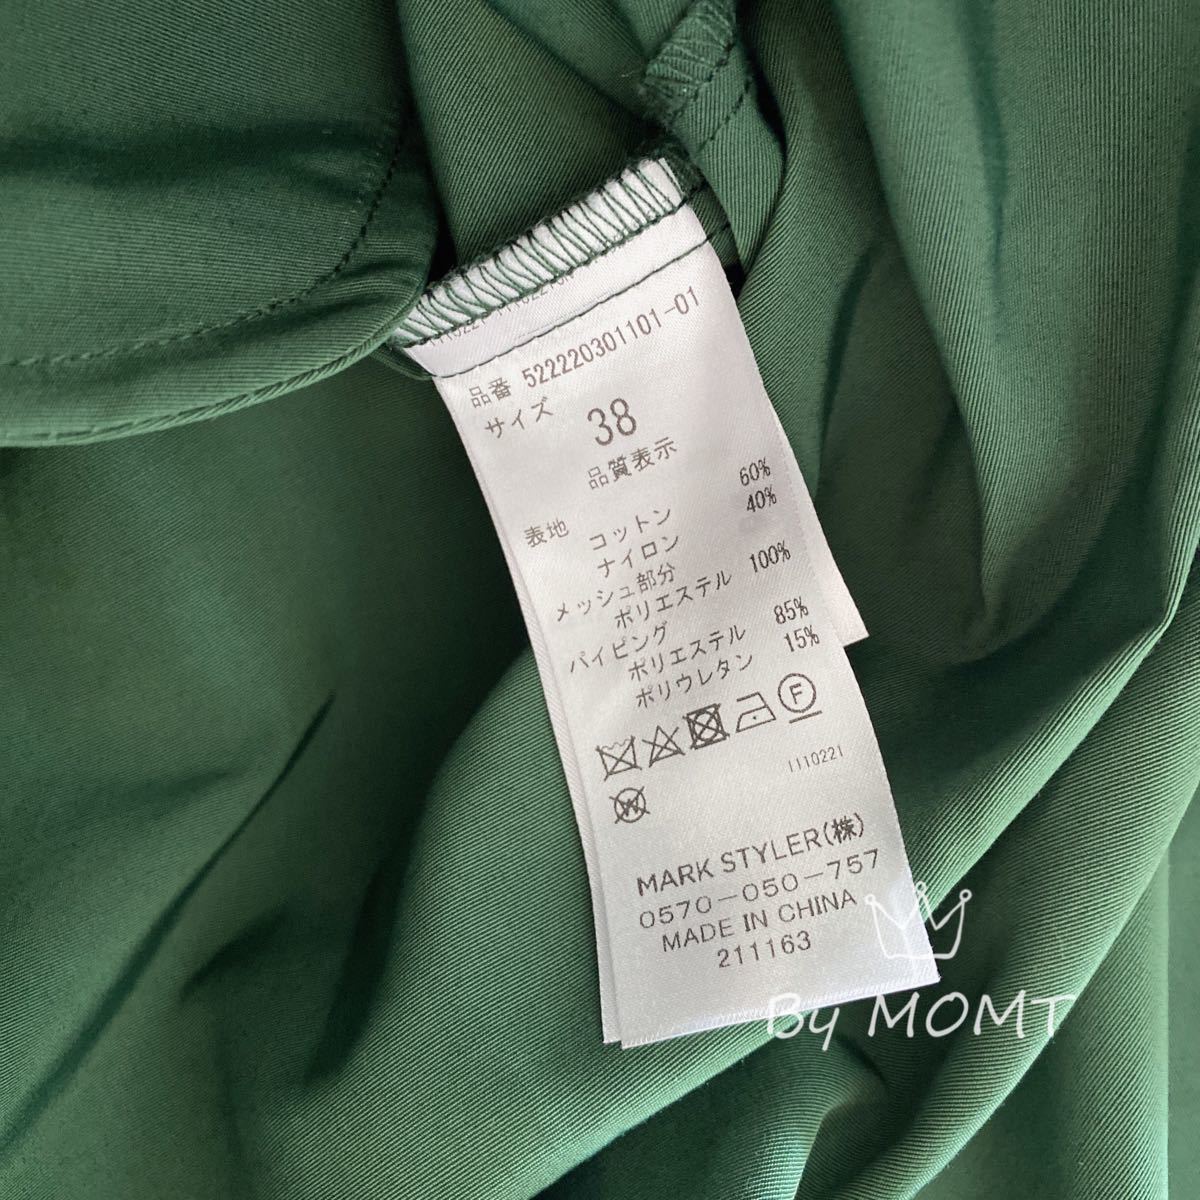 品番 522220301101-01
サイズ
38
品質表示
表地 コットン 60%
ナイロン 40%
メッシュ部分
ポリエステル 100%
パイピング
ポリエステル 85%
ポリウレタン 15%
F
1110221
W
MARK STYLER(株)
0570-050-757
MADE IN CHINA
211163
By MOMT